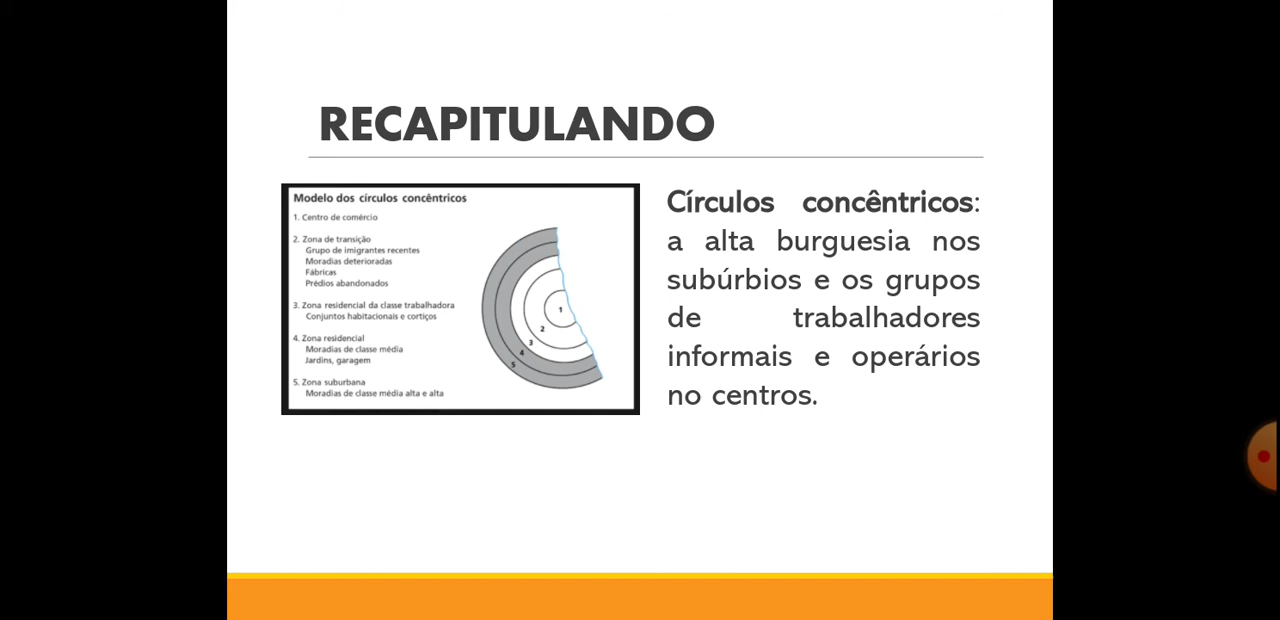 RECAPITULANDO
Modelo dos círculos concêntricos
1. Centro de comércio
2. Zona de transição
Grupo de imigrantes recentes
Moradias deterioradas
Fábricas
Prédios abandonados
3. Zona residencial da classe trabalhadora
Conjuntos habitacionais e cortiços
4. Zona residencial
Moradias de classe média
Jardins, garagem
5. Zona suburbana
Moradias de classe média alta e alta
1
2
3
4
5
Círculos concêntricos:
a alta burguesia nos
subúrbios e os grupos
de trabalhadores
informais e operários
no centros.